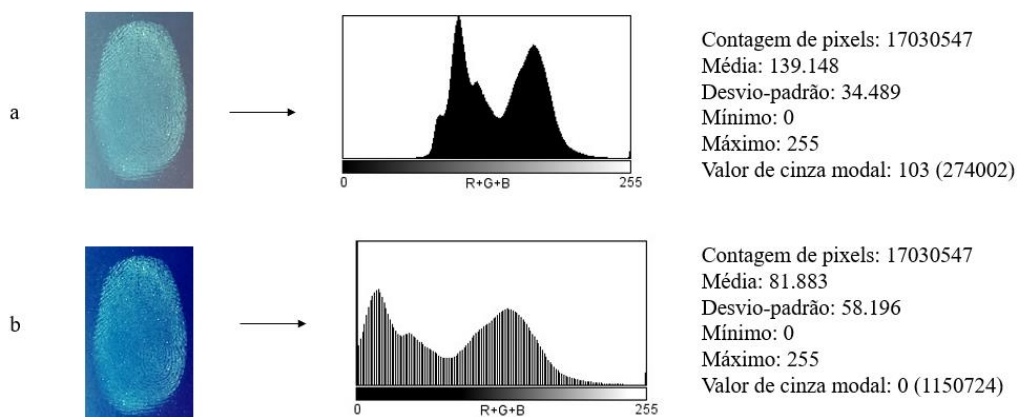 a
0
R+G+B
255
Contagem de pixels: 17030547
Média: 139.148
Desvio-padrão: 34.489
Mínimo: 0
Máximo: 255
Valor de cinza modal: 103 (274002)
b
0
R+G+B
255
Contagem de pixels: 17030547
Média: 81.883
Desvio-padrão: 58.196
Mínimo: 0
Máximo: 255
Valor de cinza modal: 0 (1150724)